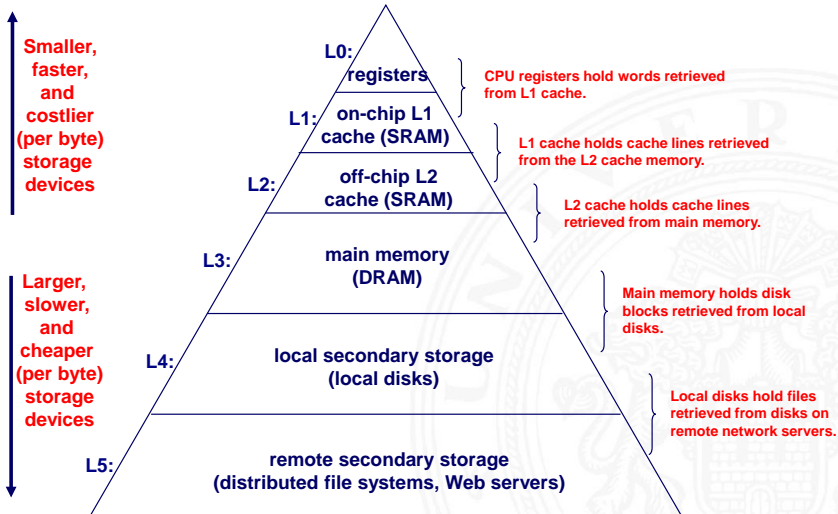 Smaller,
faster,
and
costlier
(per byte)
storage
devices
Larger,
slower,
and
cheaper
(per byte)
storage
devices
L0:
registers
CPU registers hold words retrieved
from L1 cache.
L1:
on-chip L1
cache (SRAM)
L1 cache holds cache lines retrieved
from the L2 cache memory.
L2:
off-chip L2
cache (SRAM)
L2 cache holds cache lines
retrieved from main memory.
L3:
main memory
(DRAM)
Main memory holds disk
blocks retrieved from local
disks.
L4:
local secondary storage
(local disks)
Local disks hold files
retrieved from disks on
remote network servers.
L5:
remote secondary storage
(distributed file systems, Web servers)